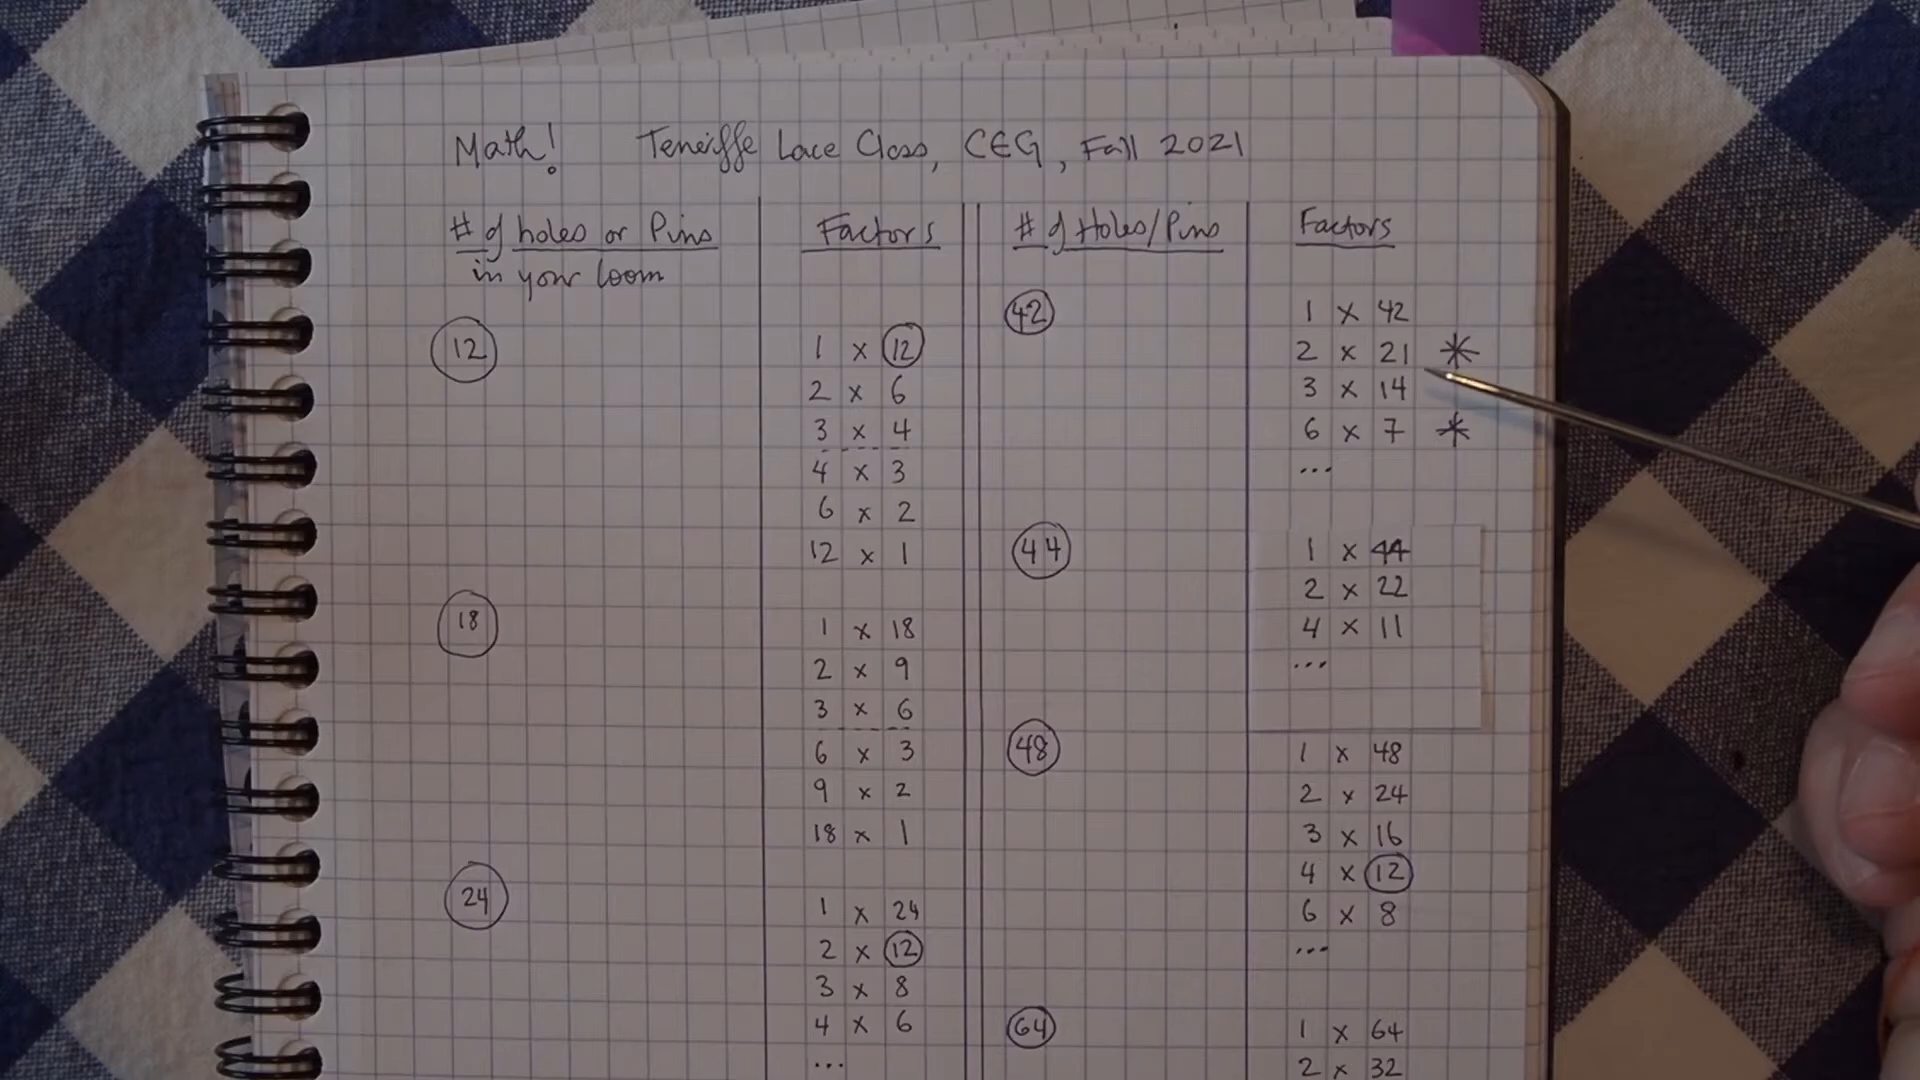 Math! Teneriffe Lace Class, CEG, Fall 2021
# of holes or Pins
in your loom
Factors
12
1 x 12
2 x 6
3 x 4
4 x 3
6 x 2
12 x 1
18
1 x 18
2 x 9
3 x 6
6 x 3
9 x 2
18 x 1
24
1 x 24
2 x 12
3 x 8
4 x 6
...
# of Holes/Pins
Factors
42
1 x 42
2 x 21 *
3 x 14
6 x 7 *
...
44
1 x 44
2 x 22
4 x 11
...
48
1 x 48
2 x 24
3 x 16
4 x 12
6 x 8
...
64
1 x 64
2 x 32